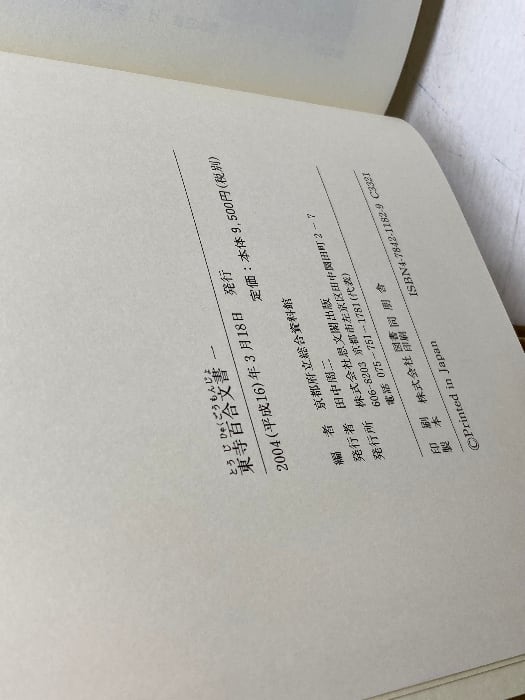 とうじひゃくごうもんじょ
東寺百合文書 一
2004(平成16)年3月18日 発行
定価：本体9,500円(税別)
編者 京都府立総合資料館
発行者 田中周二
発行所 株式会社思文閣出版
606-8203 京都市左京区田中関田町2-7
電話 075-751-1781(代表)
印刷 製本 株式会社 図書印刷 同朋舎
©Printed in Japan ISBN4-7842-1182-9 C3321